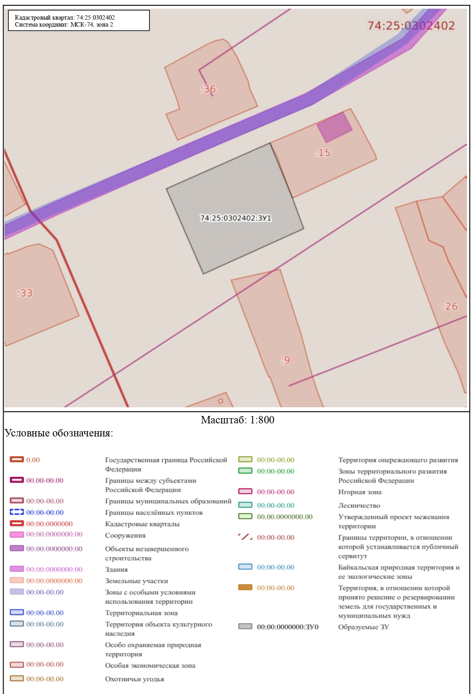 Кадастровый квартал: 74:25:0302402
Система координат: МСК-74, зона 2
74:25:0302402
:36
:15
74:25:0302402:ЗУ1
:33
:26
:9
Масштаб: 1:800
Условные обозначения:
0.00
Государственная граница Российской
Федерации
00.00-00.00
Границы между субъектами
Российской Федерации
00:00-00.00
Границы муниципальных образований
00:00-00.00
Границы населённых пунктов
00:00:0000000
Кадастровые кварталы
00:00:0000000:00
Сооружения
00:00:0000000:00
Объекты незавершенного
строительства
00:00:0000000:00
Здания
00:00:0000000:00
Земельные участки
00:00-00.00
Зоны с особыми условиями
использования территории
00:00-00.00
Территориальная зона
00:00-00.00
Территория объекта культурного
наследия
00:00-00.00
Особо охраняемая природная
территория
00:00-00.00
Особая экономическая зона
00:00-00.00
Охотничьи угодья
00:00-00.00
Территория опережающего развития
00:00-00.00
Зоны территориального развития
Российской Федерации
00:00-00.00
Игорная зона
00:00-00.00
Лесничество
00:00:0000000:00
Утвержденный проект межевания
территории
00:00-00.00
Границы территории, в отношении
которой устанавливается публичный
сервитут
00:00-00.00
Байкальская природная территория и
ее экологические зоны
00:00-00.00
Территория, в отношении которой
принято решение о резервировании
земель для государственных и
муниципальных нужд
00:00:0000000:ЗУ0
Образуемые ЗУ